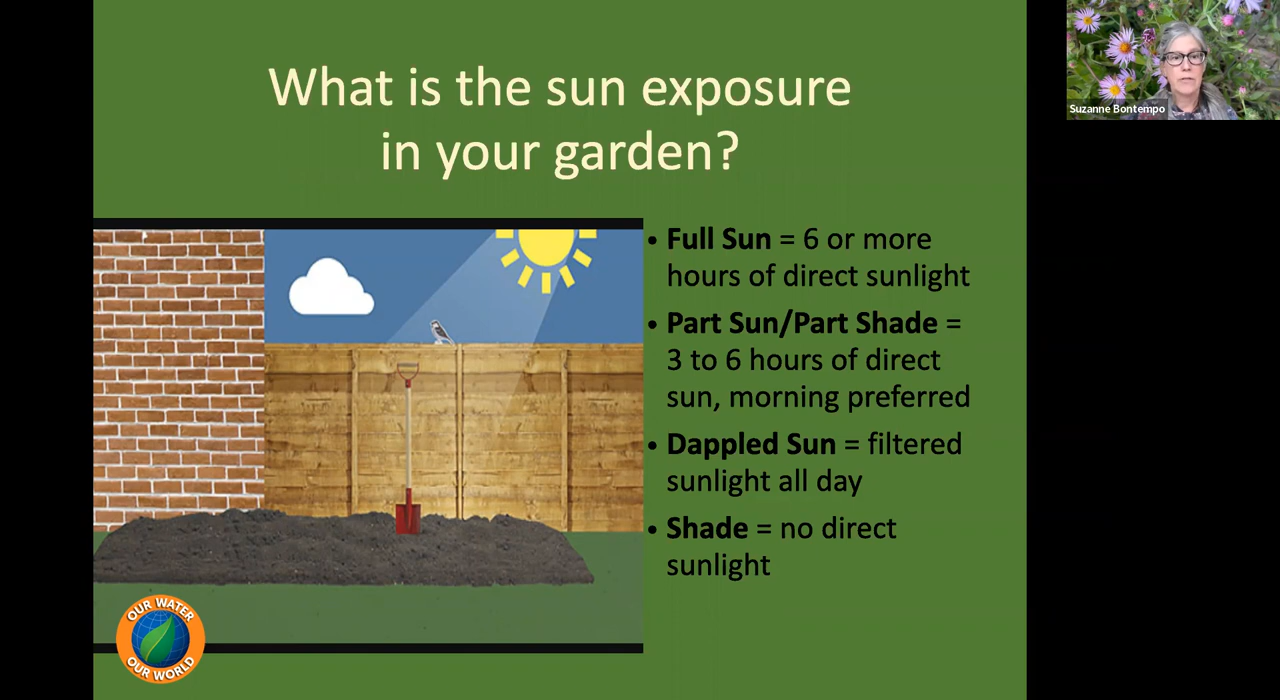 What is the sun exposure
in your garden?
• Full Sun = 6 or more
hours of direct sunlight
• Part Sun/Part Shade =
3 to 6 hours of direct
sun, morning preferred
• Dappled Sun = filtered
sunlight all day
• Shade = no direct
sunlight
OUR WATER
OUR WORLD
Suzanne Bontempo